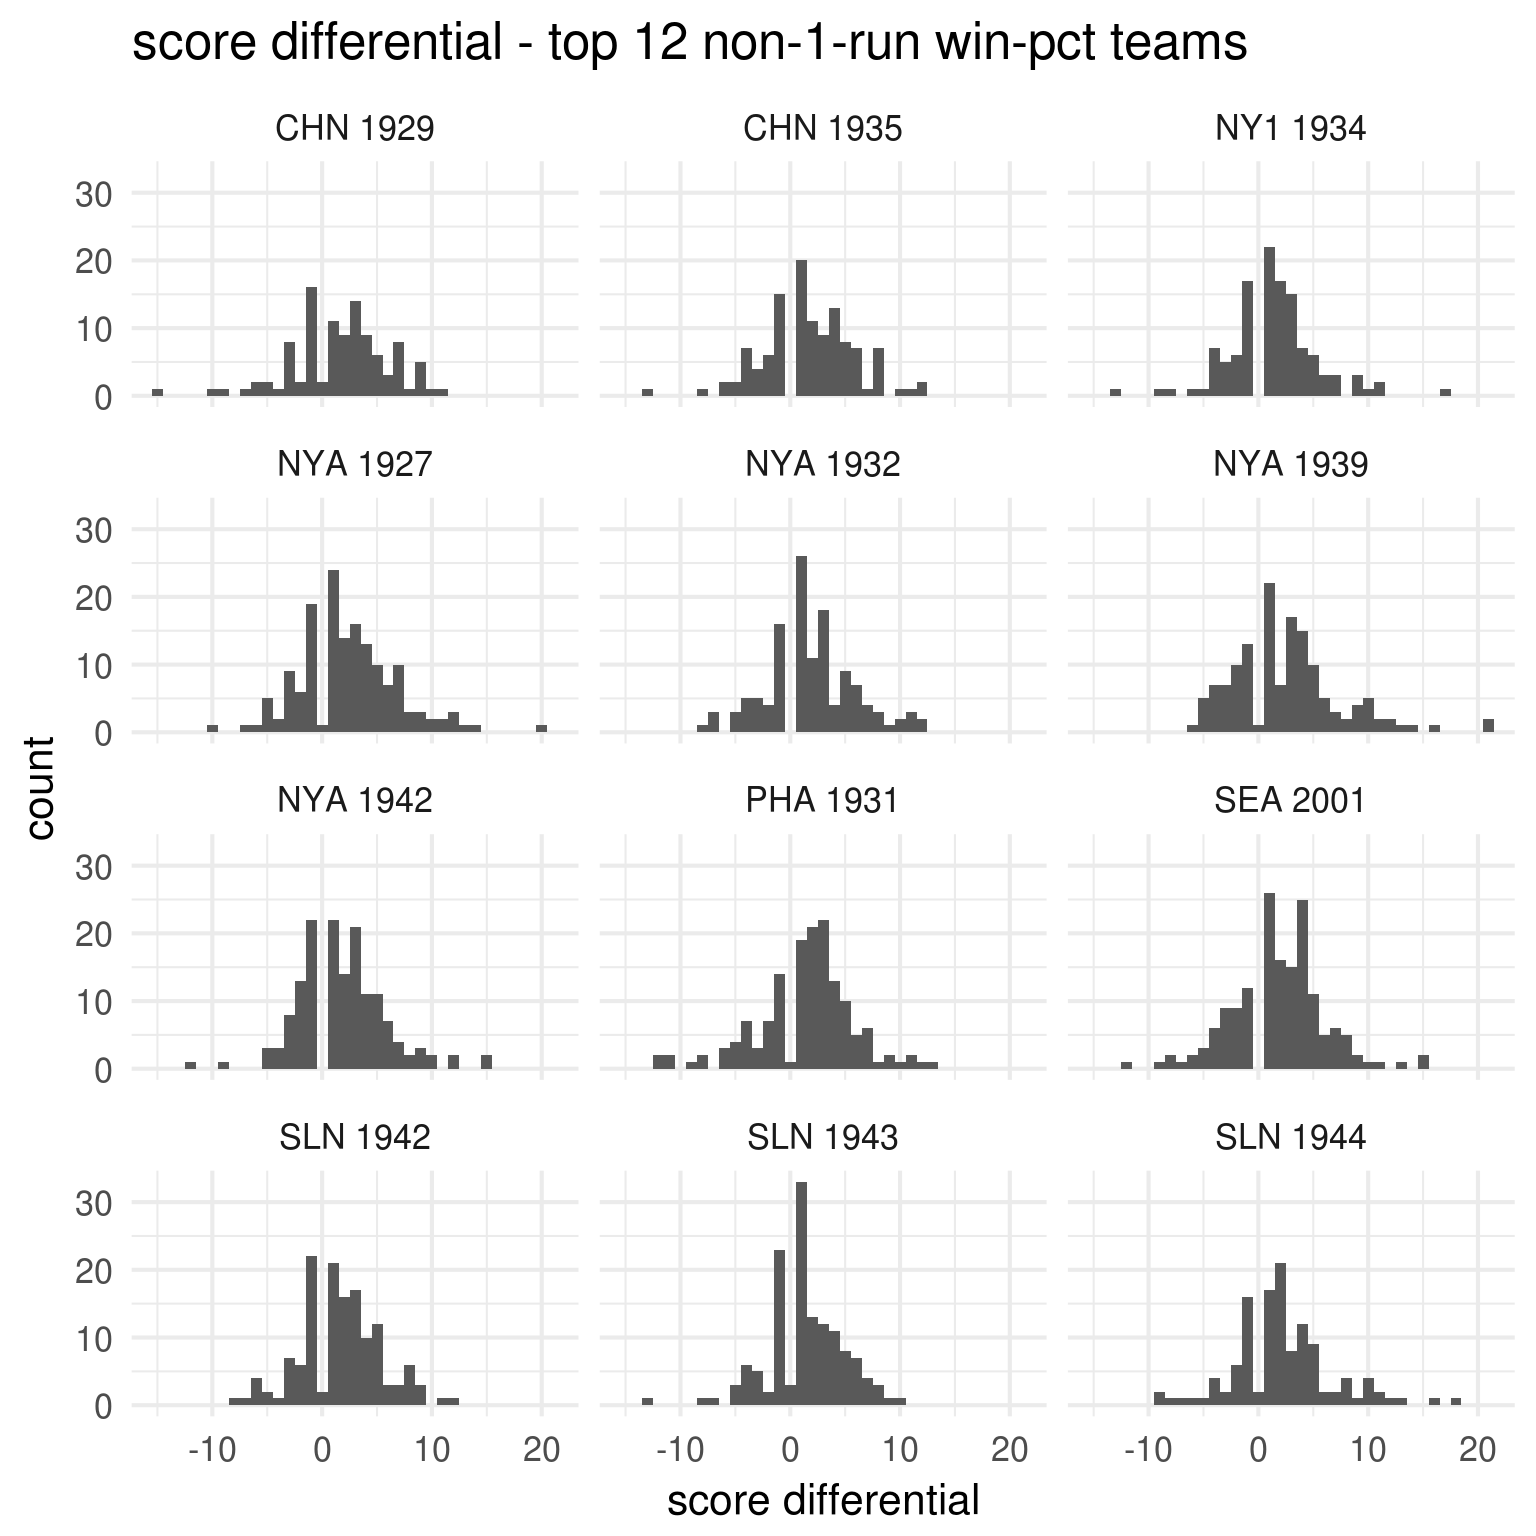 score differential - top 12 non-1-run win-pct teams
CHN 1929
CHN 1935
NY1 1934
30
20
10
0
NYA 1927
NYA 1932
NYA 1939
30
20
10
0
NYA 1942
PHA 1931
SEA 2001
30
20
10
0
count
SLN 1942
SLN 1943
SLN 1944
30
20
10
0
-10 0 10 20
-10 0 10 20
-10 0 10 20
score differential